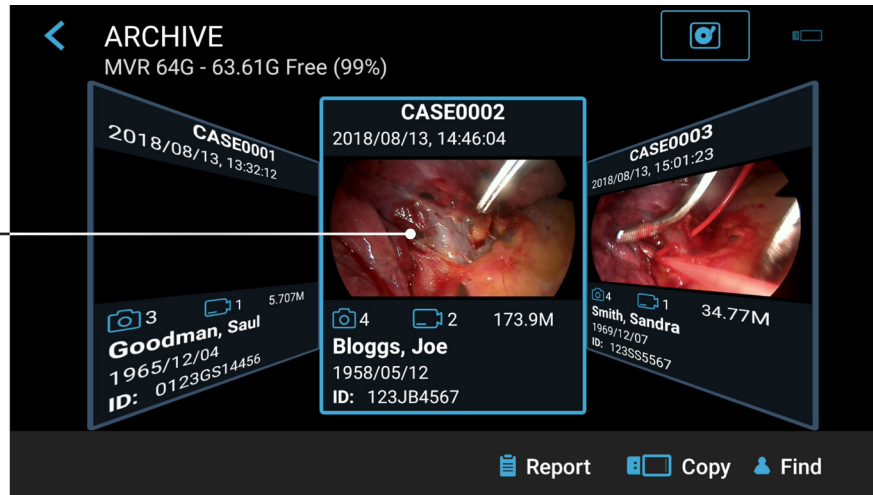 ARCHIVE
MVR 64G - 63.61G Free (99%)
CASE0001
2018/08/13, 13:32:12
3 1 5.707M
Goodman, Saul
1965/12/04
ID: 0123GS14456
CASE0002
2018/08/13, 14:46:04
4 2 173.9M
Bloggs, Joe
1958/05/12
ID: 123JB4567
CASE0003
2018/08/13, 15:01:23
4 1 34.77M
Smith, Sandra
1969/12/07
ID: 123SS5567
Report Copy Find